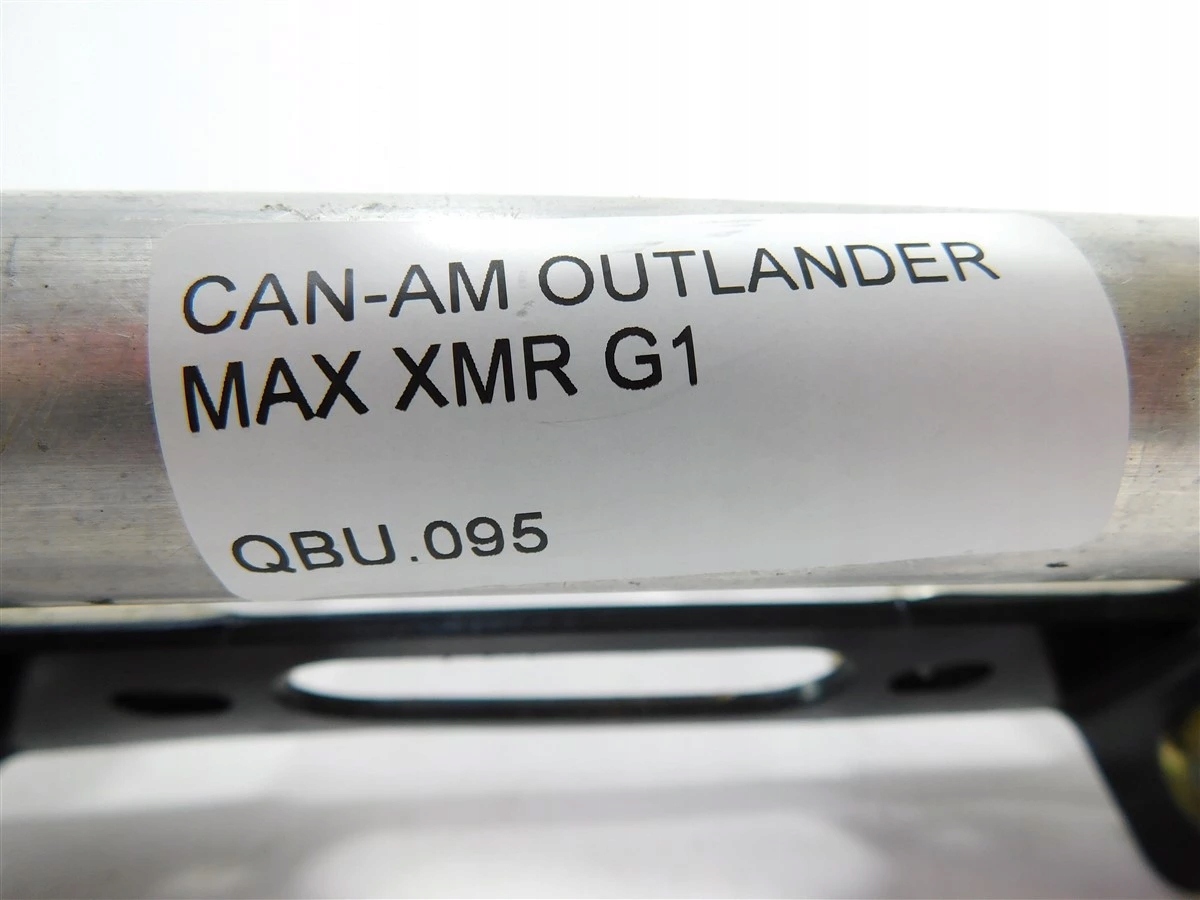 CAN-AM OUTLANDER
MAX XMR G1
QBU.095